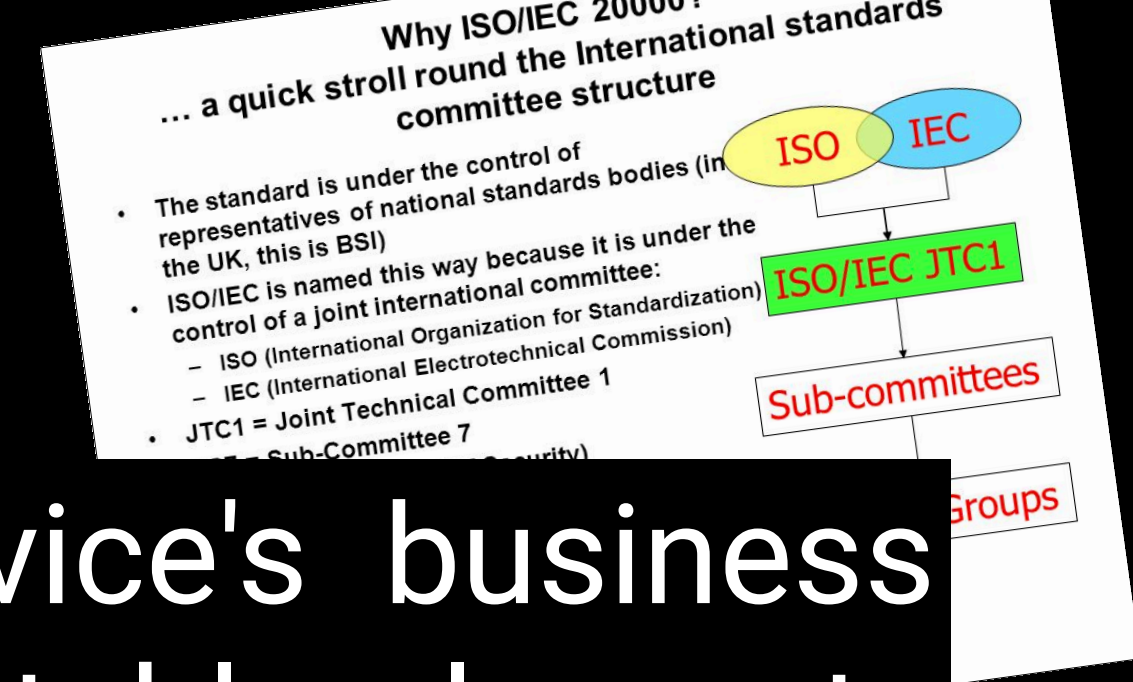 Why ISO/IEC 20000?
… a quick stroll round the International standards
committee structure
• The standard is under the control of
representatives of national standards bodies (in
the UK, this is BSI)
• ISO/IEC is named this way because it is under the
control of a joint international committee:
– ISO (International Organization for Standardization)
– IEC (International Electrotechnical Commission)
• JTC1 = Joint Technical Committee 1
= Sub-Committee 7
ISO
IEC
ISO/IEC JTC1
Sub-committees
Groups
vice's business